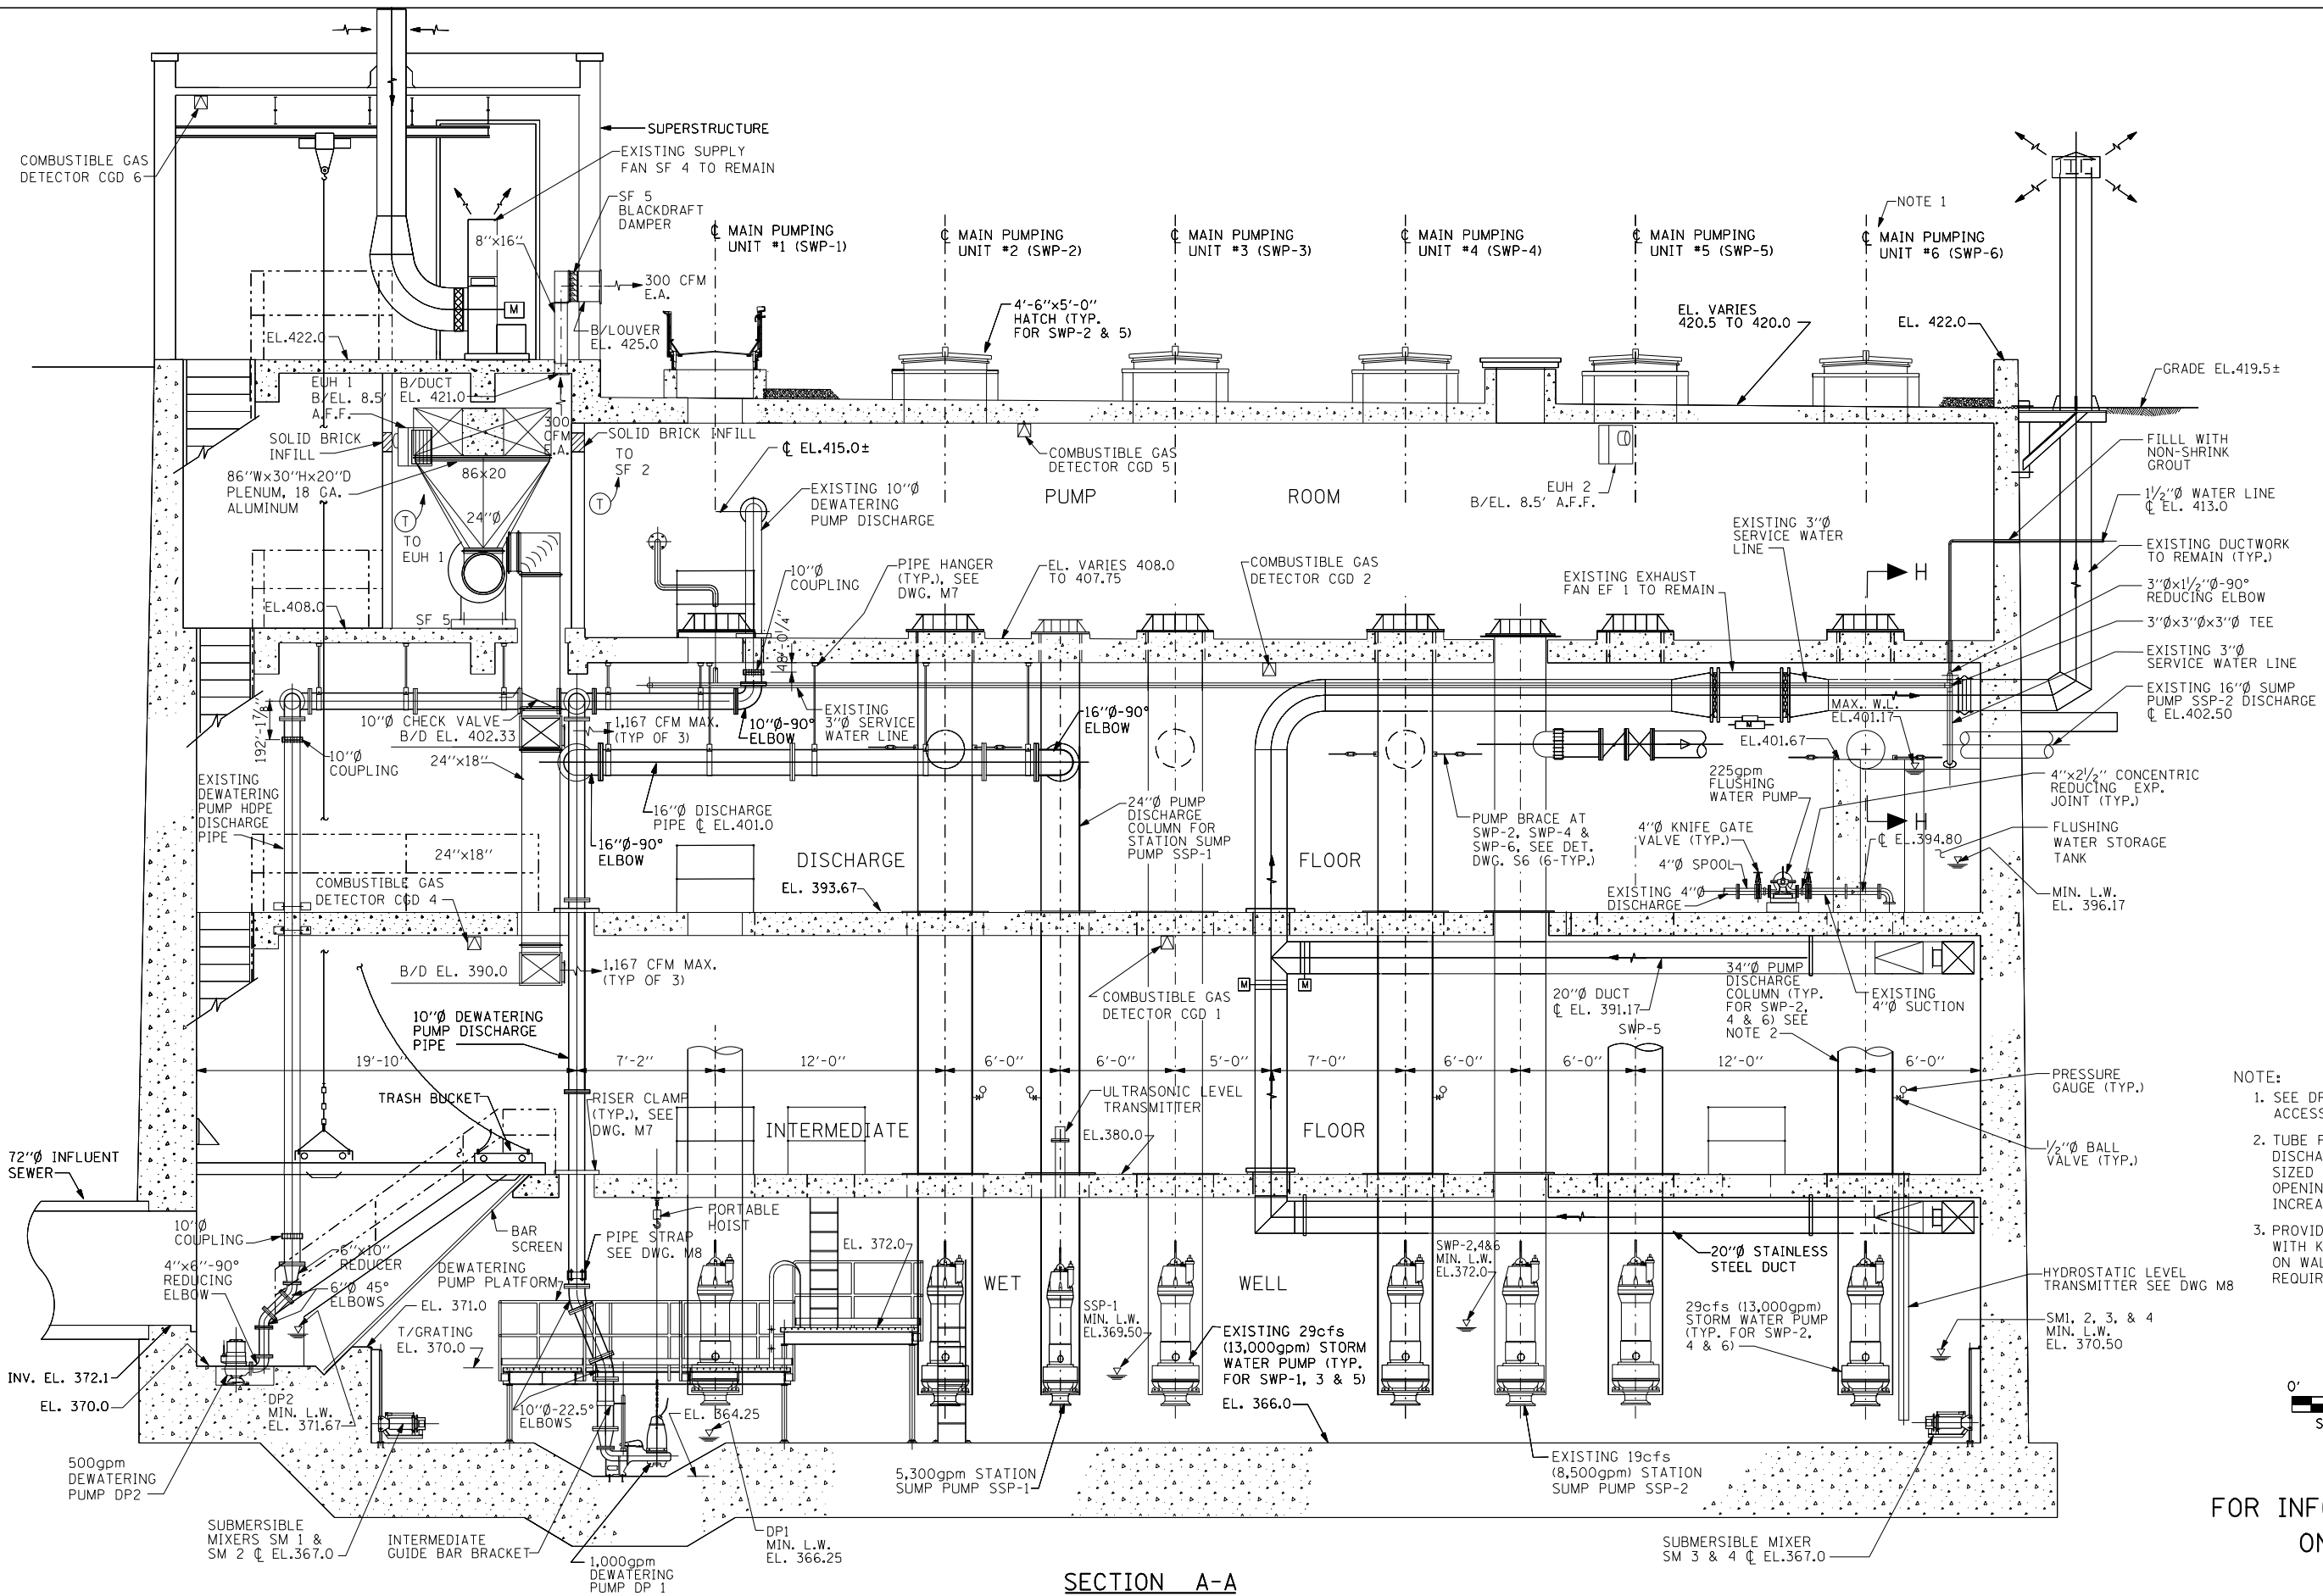 SUPERSTRUCTURE
EXISTING SUPPLY
FAN SF 4 TO REMAIN
COMBUSTIBLE GAS
DETECTOR CGD 6
SF 5
BLACKDRAFT
DAMPER
8"x16"
M
300 CFM
E.A.
B/LOUVER
EL. 425.0
℄ MAIN PUMPING
UNIT #1 (SWP-1)
℄ MAIN PUMPING
UNIT #2 (SWP-2)
℄ MAIN PUMPING
UNIT #3 (SWP-3)
℄ MAIN PUMPING
UNIT #4 (SWP-4)
℄ MAIN PUMPING
UNIT #5 (SWP-5)
NOTE 1
℄ MAIN PUMPING
UNIT #6 (SWP-6)
4'-6"x5'-0"
HATCH (TYP.
FOR SWP-2 & 5)
EL. VARIES
420.5 TO 420.0
EL. 422.0
GRADE EL.419.5±
EL.422.0
EUH 1
B/EL. 8.5'
A.F.F.
B/DUCT
EL. 421.0
300
CFM
E.A.
SOLID BRICK
INFILL
SOLID BRICK INFILL
TO
SF 2
T
86"Wx30"Hx20"D
PLENUM, 18 GA.
ALUMINUM
86x20
24"Ø
T
TO
EUH 1
℄ EL.415.0±
EXISTING 10"Ø
DEWATERING
PUMP DISCHARGE
COMBUSTIBLE GAS
DETECTOR CGD 5
PUMP ROOM
EUH 2
B/EL. 8.5' A.F.F.
FILLL WITH
NON-SHRINK
GROUT
1 1/2"Ø WATER LINE
℄ EL. 413.0
EXISTING 3"Ø
SERVICE WATER
LINE
EXISTING DUCTWORK
TO REMAIN (TYP.)
H
3"Øx1 1/2"Ø-90°
REDUCING ELBOW
3"Øx3"Øx3"Ø TEE
EXISTING 3"Ø
SERVICE WATER LINE
EXISTING 16"Ø SUMP
PUMP SSP-2 DISCHARGE
℄ EL.402.50
EL.408.0
SF 5
10"Ø
COUPLING
PIPE HANGER
(TYP.), SEE
DWG. M7
EL. VARIES 408.0
TO 407.75
COMBUSTIBLE GAS
DETECTOR CGD 2
EXISTING EXHAUST
FAN EF 1 TO REMAIN
MAX. W.L.
EL.401.17
M
EL.401.67
10"Ø CHECK VALVE
B/D EL. 402.33
1,167 CFM MAX.
(TYP OF 3)
10"Ø-90°
ELBOW
EXISTING
3"Ø SERVICE
WATER LINE
16"Ø-90°
ELBOW
10"Ø
COUPLING
24"x18"
EXISTING
DEWATERING
PUMP HDPE
DISCHARGE
PIPE
16"Ø DISCHARGE
PIPE ℄ EL.401.0
16"Ø-90°
ELBOW
24"Ø PUMP
DISCHARGE
COLUMN FOR
STATION SUMP
PUMP SSP-1
PUMP BRACE AT
SWP-2, SWP-4 &
SWP-6, SEE DET.
DWG. S6 (6-TYP.)
225gpm
FLUSHING
WATER PUMP
4"x2 1/2" CONCENTRIC
REDUCING EXP.
JOINT (TYP.)
4"Ø KNIFE GATE
VALVE (TYP.)
4"Ø SPOOL
H
℄ EL.394.80
FLUSHING
WATER STORAGE
TANK
EXISTING 4"Ø
DISCHARGE
MIN. L.W.
EL. 396.17
24"x18"
DISCHARGE FLOOR
EL. 393.67
COMBUSTIBLE GAS
DETECTOR CGD 4
B/D EL. 390.0
1,167 CFM MAX.
(TYP OF 3)
COMBUSTIBLE GAS
DETECTOR CGD 1
M
M
20"Ø DUCT
℄ EL. 391.17
34"Ø PUMP
DISCHARGE
COLUMN (TYP.
FOR SWP-2,
4 & 6) SEE
NOTE 2
EXISTING
4"Ø SUCTION
SWP-5
10"Ø DEWATERING
PUMP DISCHARGE
PIPE
19'-10" 7'-2" 12'-0" 6'-0" 6'-0" 5'-0" 7'-0" 6'-0" 6'-0" 12'-0" 6'-0"
TRASH BUCKET
RISER CLAMP
(TYP.), SEE
DWG. M7
ULTRASONIC LEVEL
TRANSMITTER
PRESSURE
GAUGE (TYP.)
INTERMEDIATE FLOOR
EL.380.0
1/2"Ø BALL
VALVE (TYP.)
NOTE:
1. SEE
ACCESS
2. TUBE
SIZED
3.
ON
72"Ø INFLUENT
SEWER
10"Ø
COUPLING
BAR
SCREEN
PORTABLE
HOIST
PIPE STRAP
SEE DWG. M8
EL. 372.0
6"x10"
REDUCER
4"x6"-90°
REDUCING
ELBOW
6"Ø 45°
ELBOWS
DEWATERING
PUMP PLATFORM
EL. 371.0
T/GRATING
EL. 370.0
WET WELL
SWP-2,4&6
MIN. L.W.
EL.372.0
20"Ø STAINLESS
STEEL DUCT
HYDROSTATIC LEVEL
TRANSMITTER SEE DWG M8
SSP-1
MIN. L.W.
EL.369.50
EXISTING 29cfs
(13,000gpm) STORM
WATER PUMP (TYP.
FOR SWP-1, 3 & 5)
29cfs (13,000gpm)
STORM WATER PUMP
(TYP. FOR SWP-2,
4 & 6)
SM1, 2, 3, & 4
MIN. L.W.
EL. 370.50
INV. EL. 372.1
EL. 370.0
DP2
MIN. L.W.
EL. 371.67
10"Ø-22.5°
ELBOWS
EL. 364.25
EL. 366.0
0'
500gpm
DEWATERING
PUMP DP2
5,300gpm STATION
SUMP PUMP SSP-1
EXISTING 19cfs
(8,500gpm) STATION
SUMP PUMP SSP-2
SUBMERSIBLE
MIXERS SM 1 &
SM 2 ℄ EL.367.0
INTERMEDIATE
GUIDE BAR BRACKET
1,000gpm
DEWATERING
PUMP DP 1
DP1
MIN. L.W.
EL. 366.25
SUBMERSIBLE MIXER
SM 3 & 4 ℄ EL.367.0
FOR
SECTION A-A